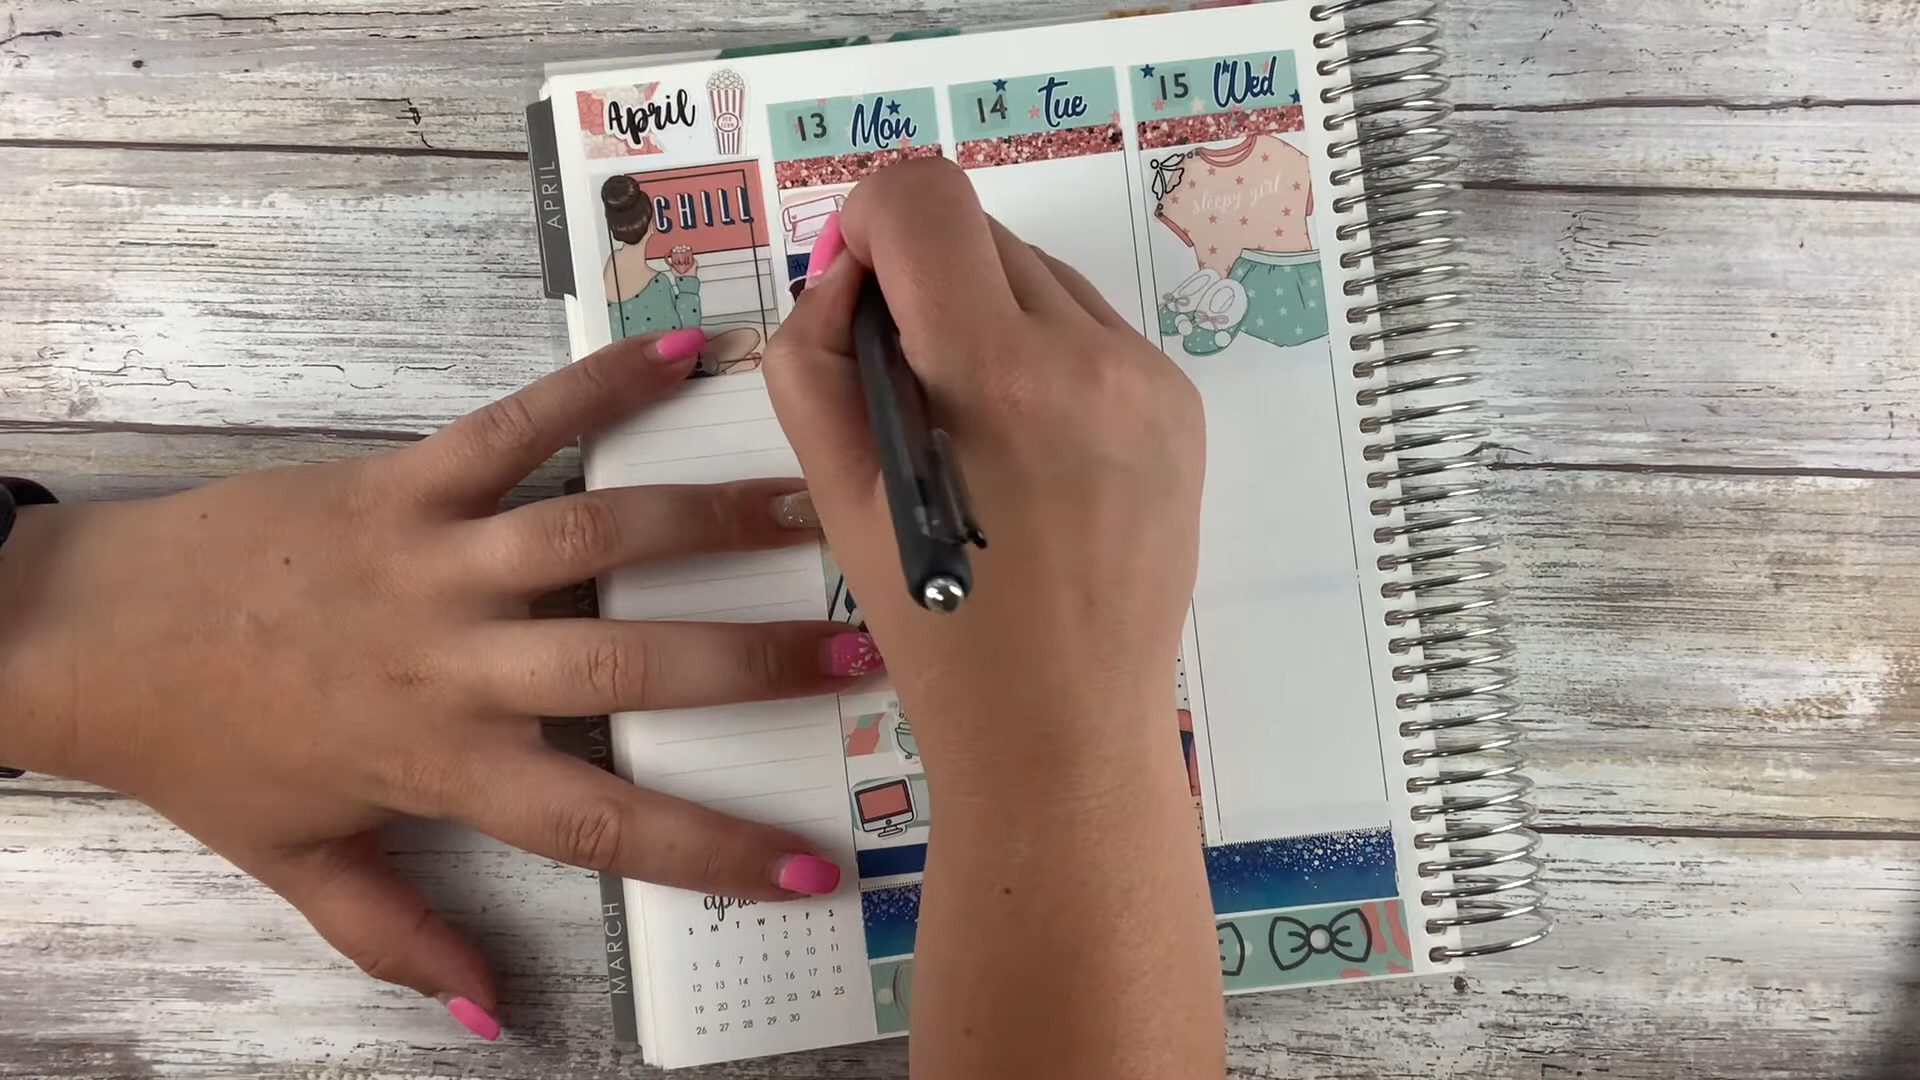 April
13 Mon
14 Tue
15 Wed
CHILL
chill
sleepy girl
APRIL
MARCH
S M T W T F S
1 2 3 4
5 6 7 8 9 10 11
12 13 14 15 16 17 18
19 20 21 22 23 24 25
26 27 28 29 30